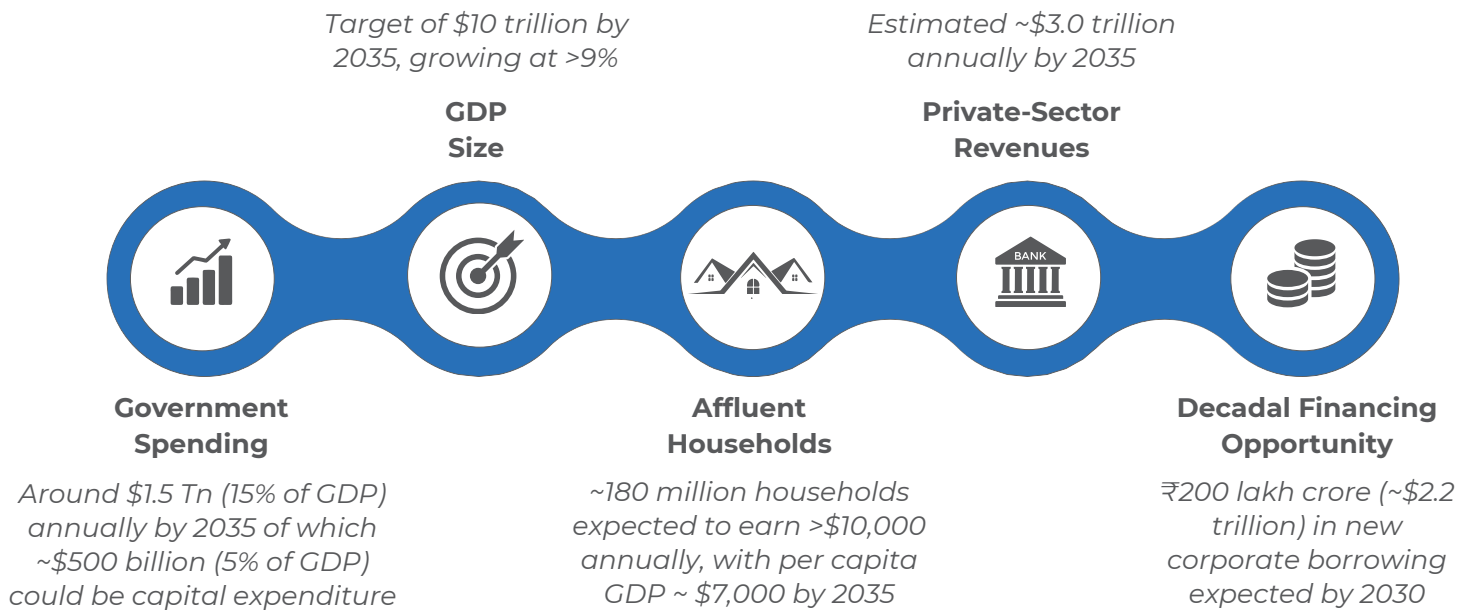 Target of $10 trillion by
2035, growing at >9%
GDP
Size
Estimated ~$3.0 trillion
annually by 2035
Private-Sector
Revenues
BANK
Government
Spending
Around $1.5 Tn (15% of GDP)
annually by 2035 of which
~$500 billion (5% of GDP)
could be capital expenditure
Affluent
Households
~180 million households
expected to earn >$10,000
annually, with per capita
GDP ~ $7,000 by 2035
Decadal Financing
Opportunity
₹200 lakh crore (~$2.2
trillion) in new
corporate borrowing
expected by 2030